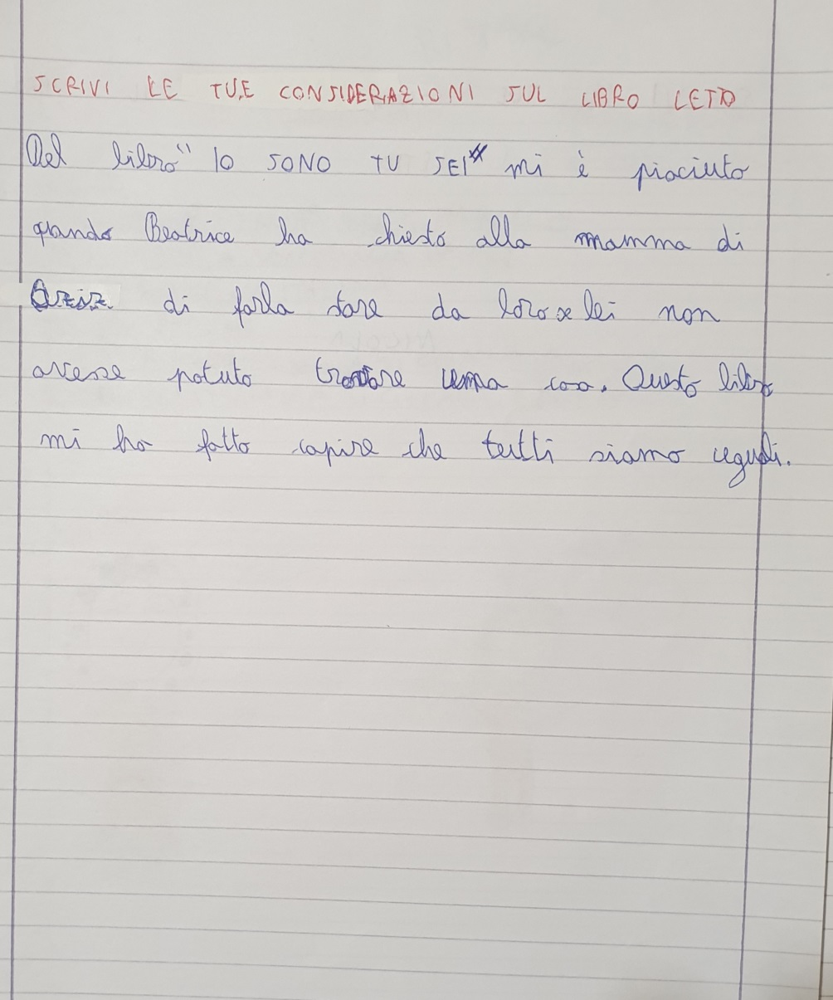 SCRIVI LE TUE CONSIDERAZIONI SUL LIBRO LETTO
Del libro "IO SONO TU SEI" mi è piaciuto
quando Beatrice ha chiesto alla mamma di
Aziz di farla stare da loro se lei non
avesse potuto trovare una casa. Questo libro
mi ha fatto capire che tutti siamo uguali.